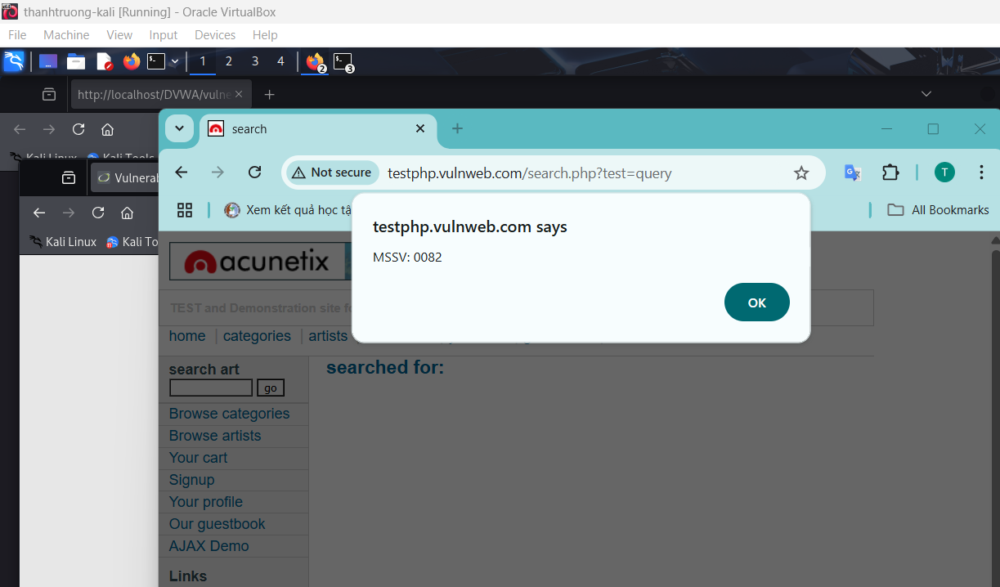 thanhtruong-kali [Running] - Oracle VirtualBox
File Machine View Input Devices Help
1 2 3 4 2 3
http://localhost/DVWA/vulne
search
Kali Linux Kali Tools
Vulnerab
Not secure testphp.vulnweb.com/search.php?test=query
T
Xem kết quả học tậ
All Bookmarks
Kali Linux Kali To
testphp.vulnweb.com says
MSSV: 0082
OK
acunetix
TEST and Demonstration site fo
home categories artists
search art
go
searched for:
Browse categories
Browse artists
Your cart
Signup
Your profile
Our guestbook
AJAX Demo
Links